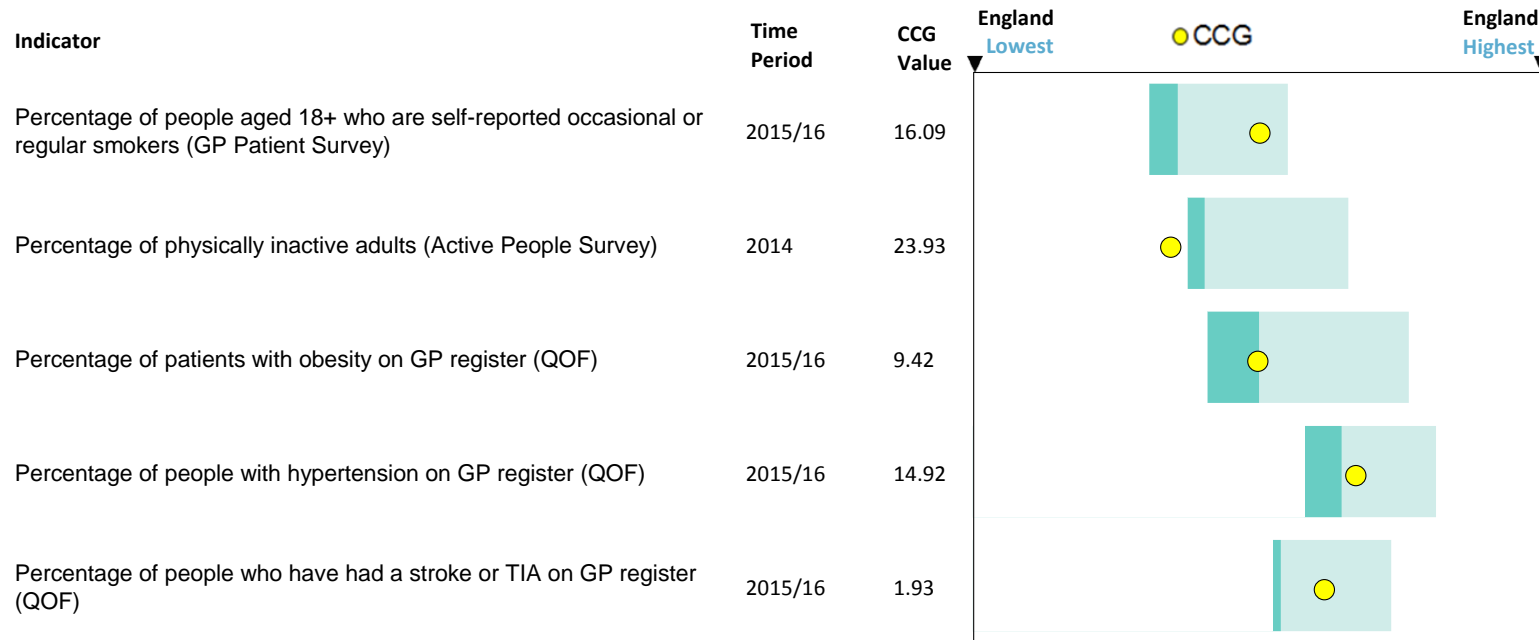 Indicator
Time
Period
CCG
Value
England
Lowest
CCG
England
Highest
Percentage of people aged 18+ who are self-reported occasional or
regular smokers (GP Patient Survey)
2015/16
16.09
Percentage of physically inactive adults (Active People Survey)
2014
23.93
Percentage of patients with obesity on GP register (QOF)
2015/16
9.42
Percentage of people with hypertension on GP register (QOF)
2015/16
14.92
Percentage of people who have had a stroke or TIA on GP register
(QOF)
2015/16
1.93